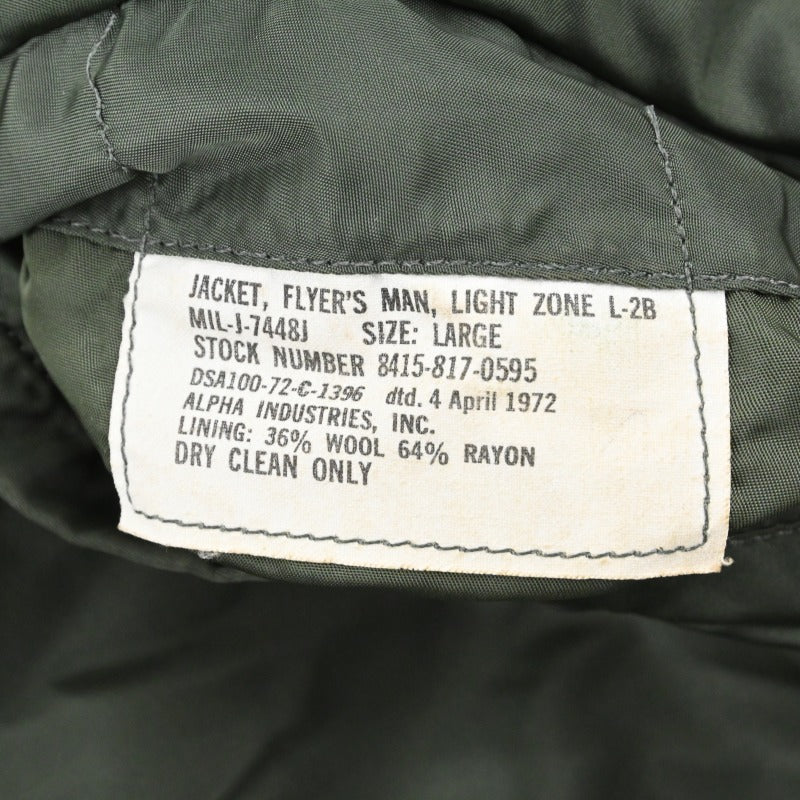 JACKET, FLYER'S MAN, LIGHT ZONE L-2B
MIL-J-7448J SIZE: LARGE
STOCK NUMBER 8415-817-0595
DSA100-72-C-1396 dtd. 4 April 1972
ALPHA INDUSTRIES, INC.
LINING: 36% WOOL 64% RAYON
DRY CLEAN ONLY